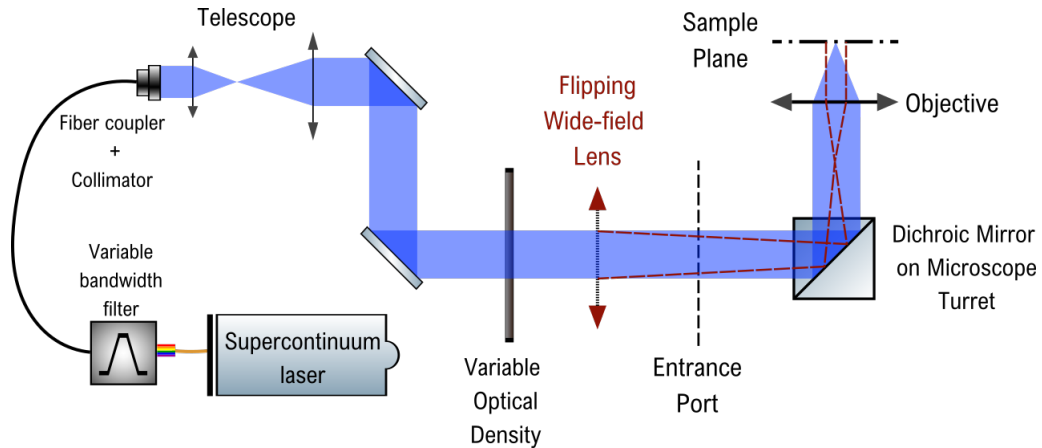 Telescope
Sample
Plane
Flipping
Wide-field
Lens
Objective
Fiber coupler
+
Collimator
Dichroic Mirror
on Microscope
Turret
Variable
bandwidth
filter
Supercontinuum
laser
Variable
Optical
Density
Entrance
Port